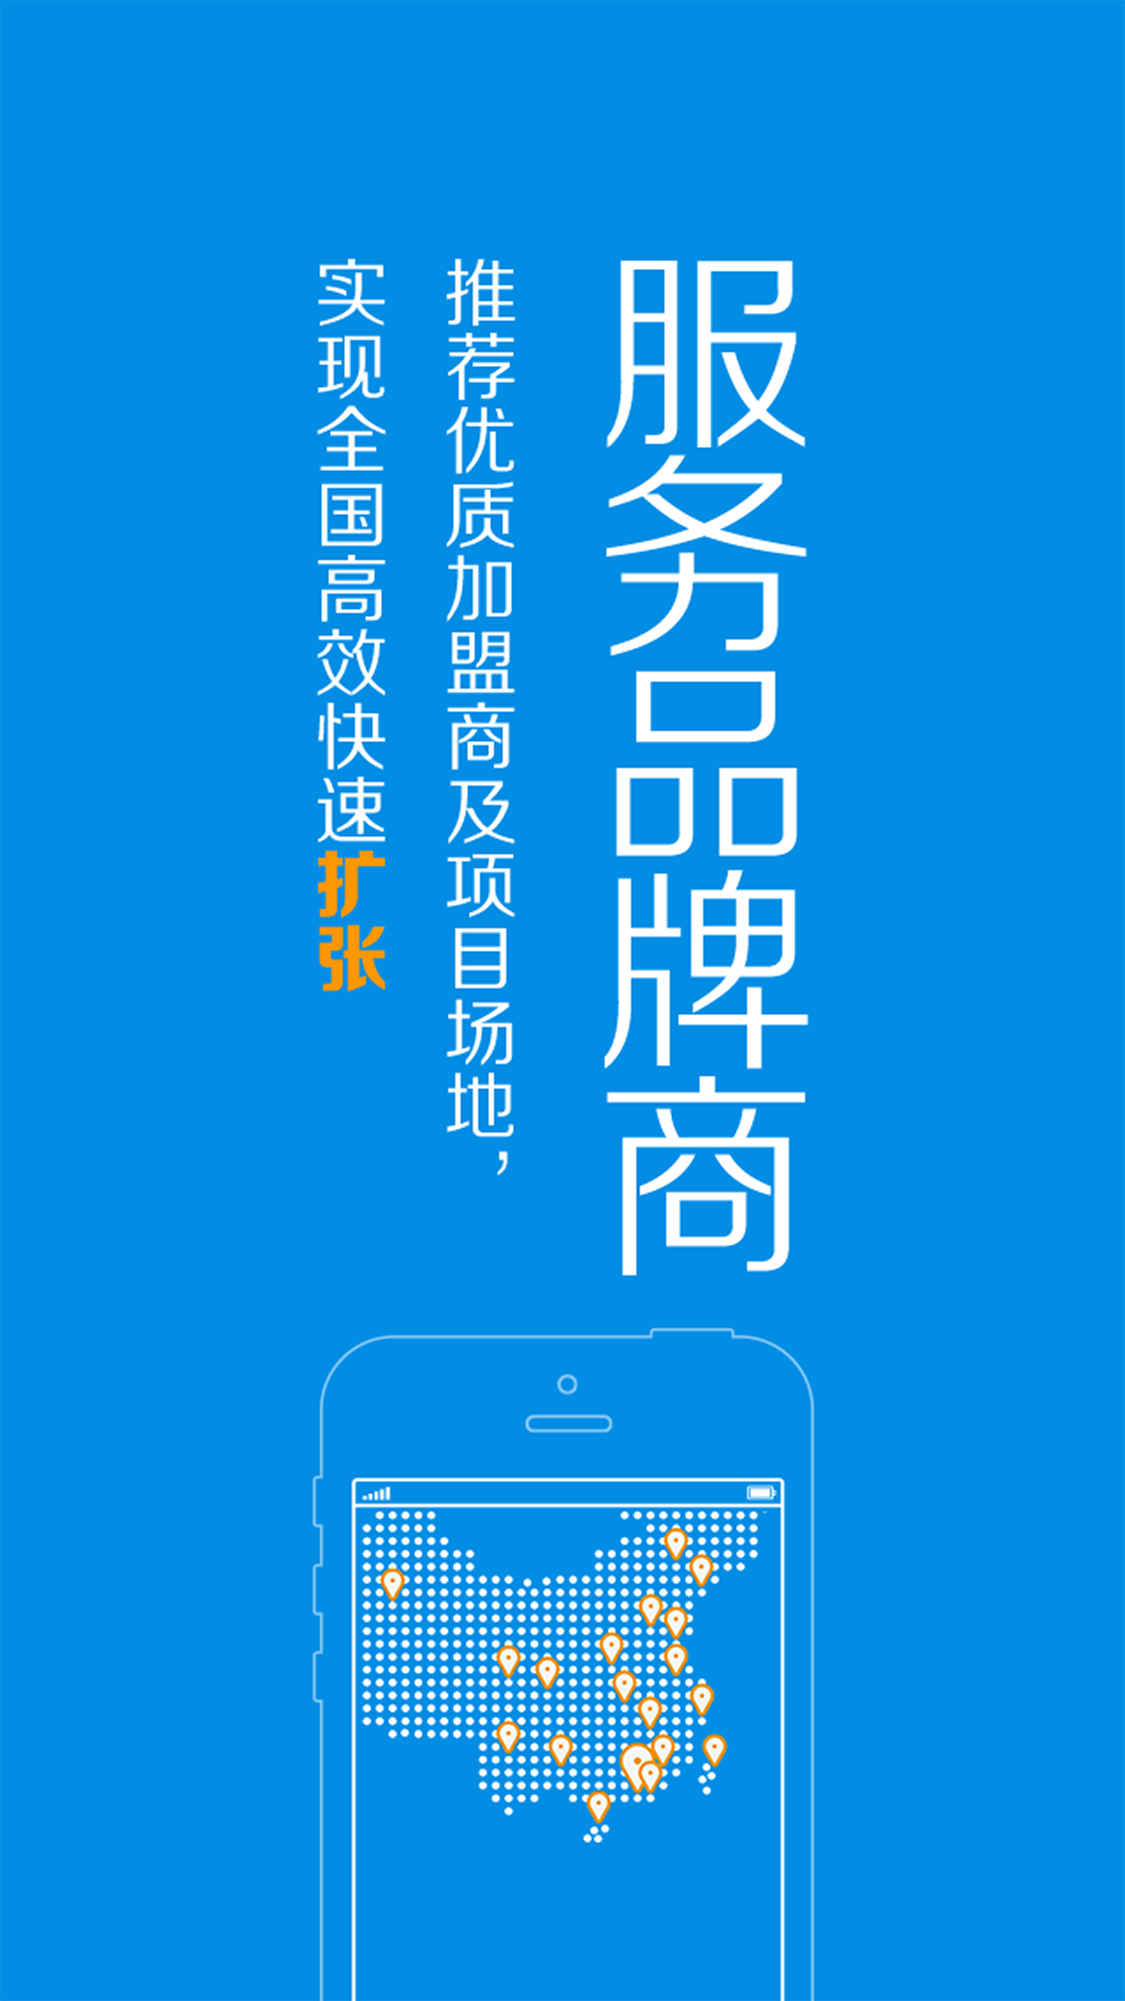 服务品牌商
推荐优质加盟商及项目场地，
实现全国高效快速扩张